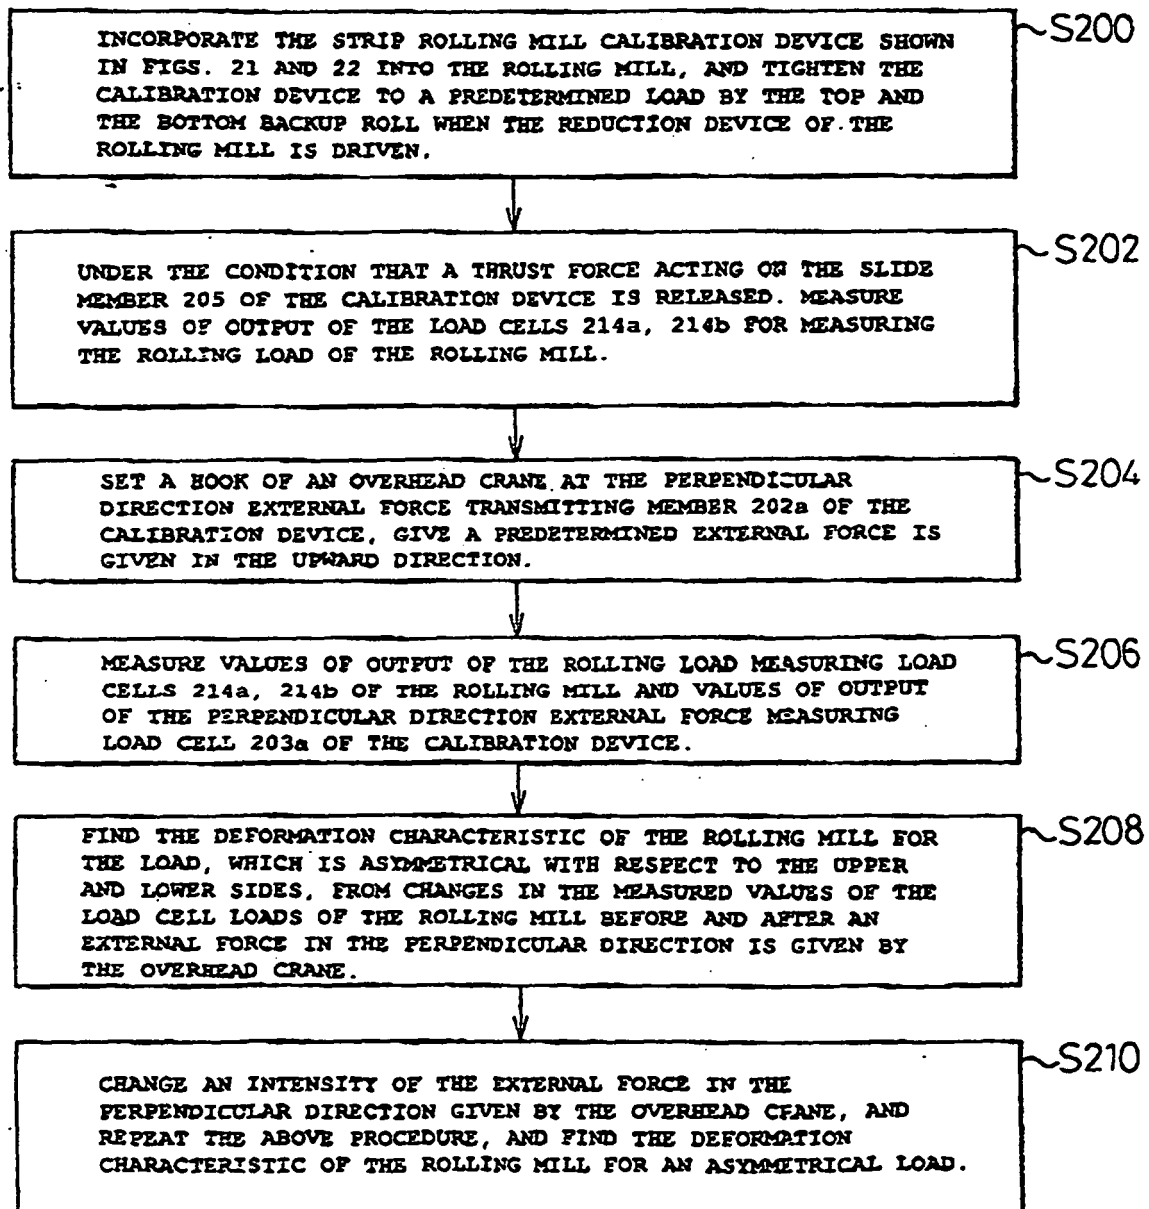 INCORPORATE THE STRIP ROLLING MILL CALIBRATION DEVICE SHOWN
IN FIGS. 21 AND 22 INTO THE ROLLING MILL, AND TIGHTEN THE
CALIBRATION DEVICE TO A PREDETERMINED LOAD BY THE TOP AND
THE BOTTOM BACKUP ROLL WHEN THE REDUCTION DEVICE OF THE
ROLLING MILL IS DRIVEN.
S200
UNDER THE CONDITION THAT A THRUST FORCE ACTING ON THE SLIDE
MEMBER 205 OF THE CALIBRATION DEVICE IS RELEASED. MEASURE
VALUES OF OUTPUT OF THE LOAD CELLS 214a, 214b FOR MEASURING
THE ROLLING LOAD OF THE ROLLING MILL.
S202
SET A HOOK OF AN OVERHEAD CRANE AT THE PERPENDICULAR
DIRECTION EXTERNAL FORCE TRANSMITTING MEMBER 202a OF THE
CALIBRATION DEVICE, GIVE A PREDETERMINED EXTERNAL FORCE IS
GIVEN IN THE UPWARD DIRECTION.
S204
MEASURE VALUES OF OUTPUT OF THE ROLLING LOAD MEASURING LOAD
CELLS 214a, 214b OF THE ROLLING MILL AND VALUES OF OUTPUT
OF THE PERPENDICULAR DIRECTION EXTERNAL FORCE MEASURING
LOAD CELL 203a OF THE CALIBRATION DEVICE.
S206
FIND THE DEFORMATION CHARACTERISTIC OF THE ROLLING MILL FOR
THE LOAD, WHICH IS ASYMMETRICAL WITH RESPECT TO THE UPPER
AND LOWER SIDES, FROM CHANGES IN THE MEASURED VALUES OF THE
LOAD CELL LOADS OF THE ROLLING MILL BEFORE AND AFTER AN
EXTERNAL FORCE IN THE PERPENDICULAR DIRECTION IS GIVEN BY
THE OVERHEAD CRANE.
S208
CHANGE AN INTENSITY OF THE EXTERNAL FORCE IN THE
PERPENDICULAR DIRECTION GIVEN BY THE OVERHEAD CRANE, AND
REPEAT THE ABOVE PROCEDURE, AND FIND THE DEFORMATION
CHARACTERISTIC OF THE ROLLING MILL FOR AN ASYMMETRICAL LOAD.
S210